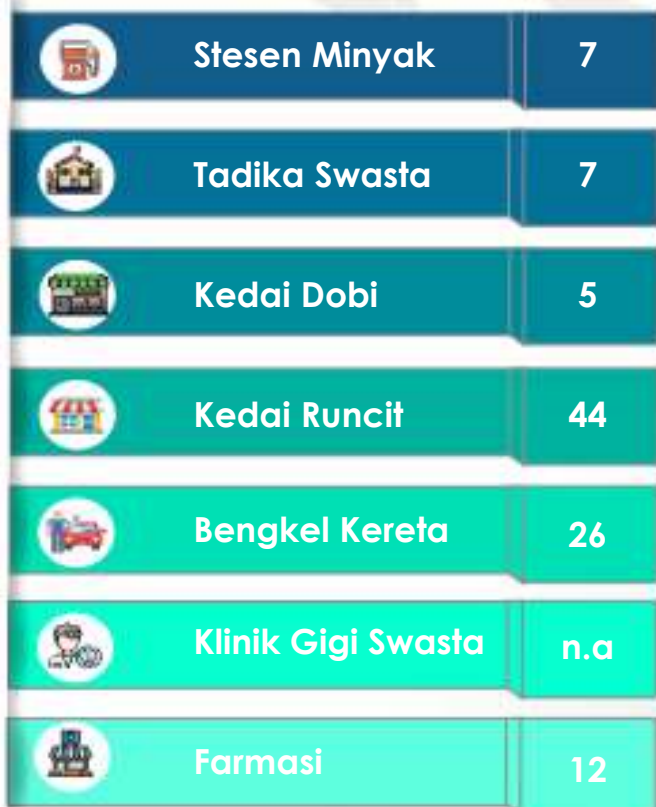 Stesen Minyak 7
Tadika Swasta 7
Kedai Dobi 5
Kedai Runcit 44
Bengkel Kereta 26
Klinik Gigi Swasta n.a
Farmasi 12